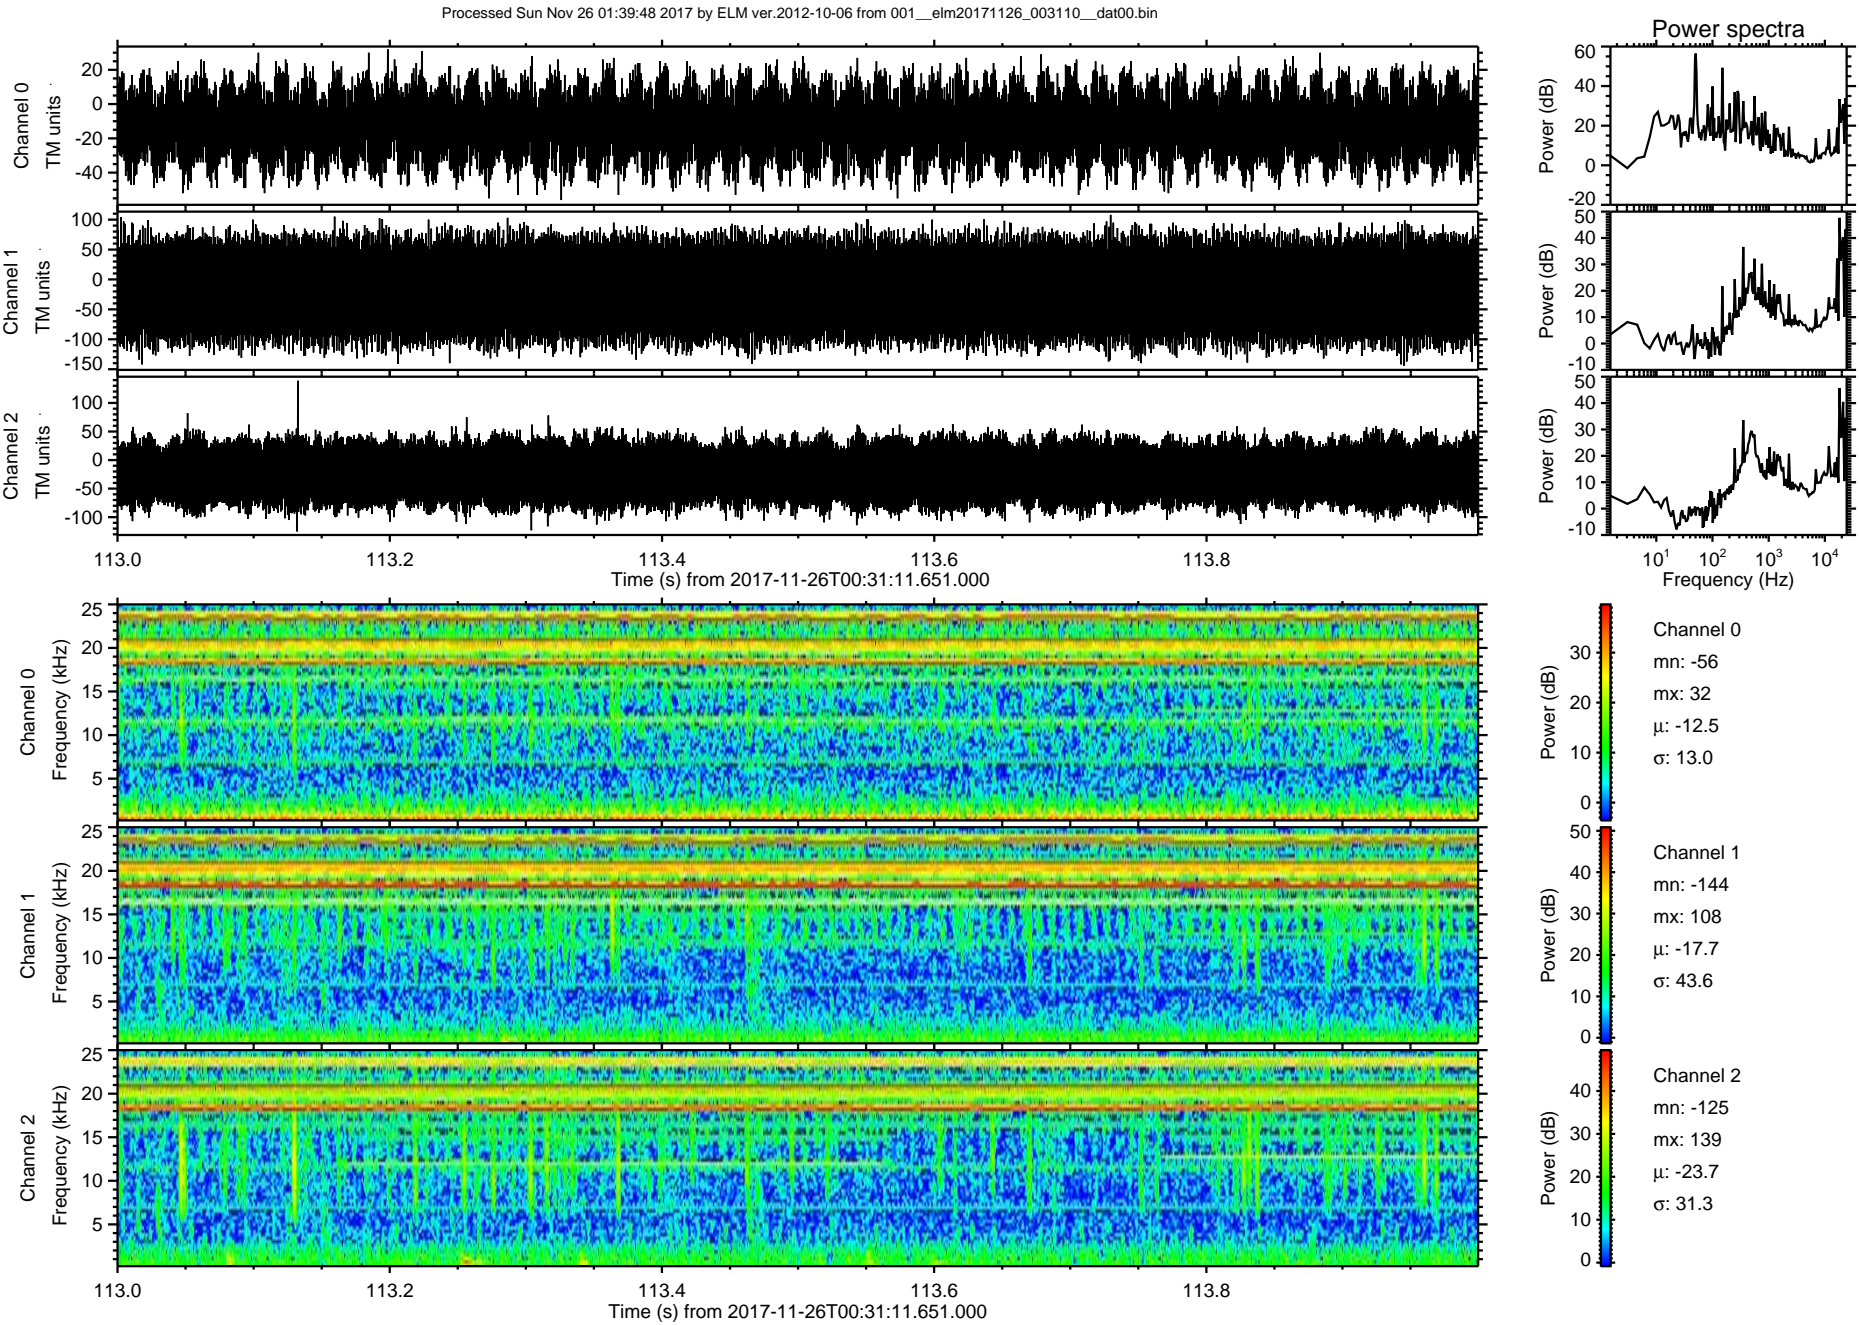 Processed Sun Nov 26 01:39:48 2017 by ELM ver.2012-10-06 from 001__elm20171126_003110__dat00.bin
Power spectra
Channel 0
TM units
20
0
-20
-40
Power (dB)
60
40
20
0
-20
Channel 1
TM units
100
50
0
-50
-100
-150
Power (dB)
50
40
30
20
10
0
-10
Channel 2
TM units
100
50
0
-50
-100
Power (dB)
50
40
30
20
10
0
-10
113.0 113.2 113.4 113.6 113.8
Time (s) from 2017-11-26T00:31:11.651.000
10^1 10^2 10^3 10^4
Frequency (Hz)
Channel 0
Frequency (kHz)
25
20
15
10
5
Power (dB)
30
20
10
0
Channel 0
mn: -56
mx: 32
µ: -12.5
σ: 13.0
Channel 1
Frequency (kHz)
25
20
15
10
5
Power (dB)
50
40
30
20
10
0
Channel 1
mn: -144
mx: 108
µ: -17.7
σ: 43.6
Channel 2
Frequency (kHz)
25
20
15
10
5
Power (dB)
40
30
20
10
0
Channel 2
mn: -125
mx: 139
µ: -23.7
σ: 31.3
113.0 113.2 113.4 113.6 113.8
Time (s) from 2017-11-26T00:31:11.651.000